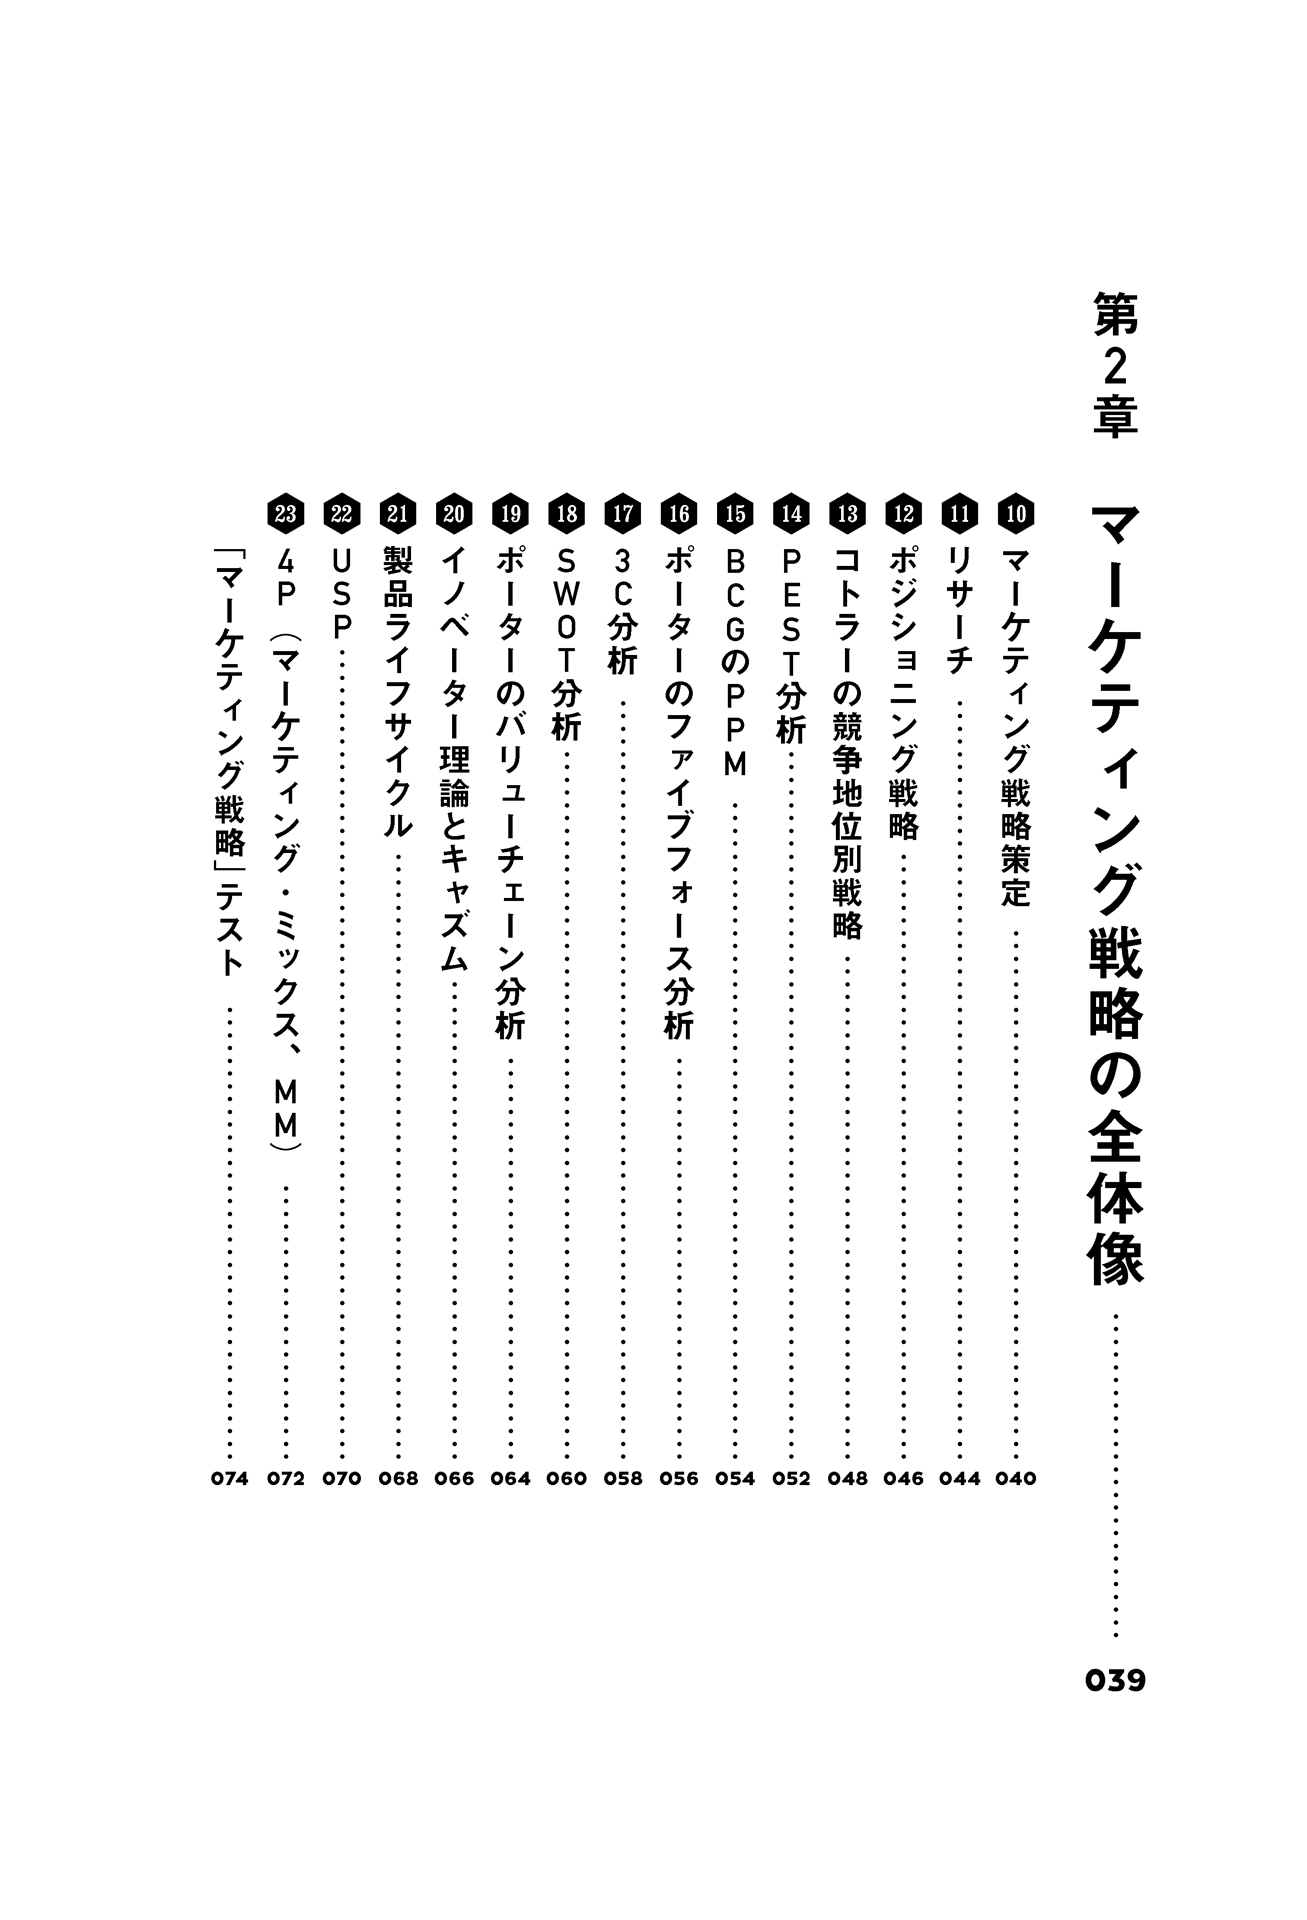 第2章 マーケティング戦略の全体像 …… 039
10 マーケティング戦略策定 …… 040
11 リサーチ …… 044
12 ポジショニング戦略 …… 046
13 コトラーの競争地位別戦略 …… 048
14 PEST分析 …… 052
15 BCGのPPM …… 054
16 ポーターのファイブフォース分析 …… 056
17 3C分析 …… 058
18 SWOT分析 …… 060
19 ポーターのバリューチェーン分析 …… 064
20 イノベーター理論とキャズム …… 066
21 製品ライフサイクル …… 068
22 USP …… 070
23 4P（マーケティング・ミックス、MM） …… 072
「マーケティング戦略」テスト …… 074